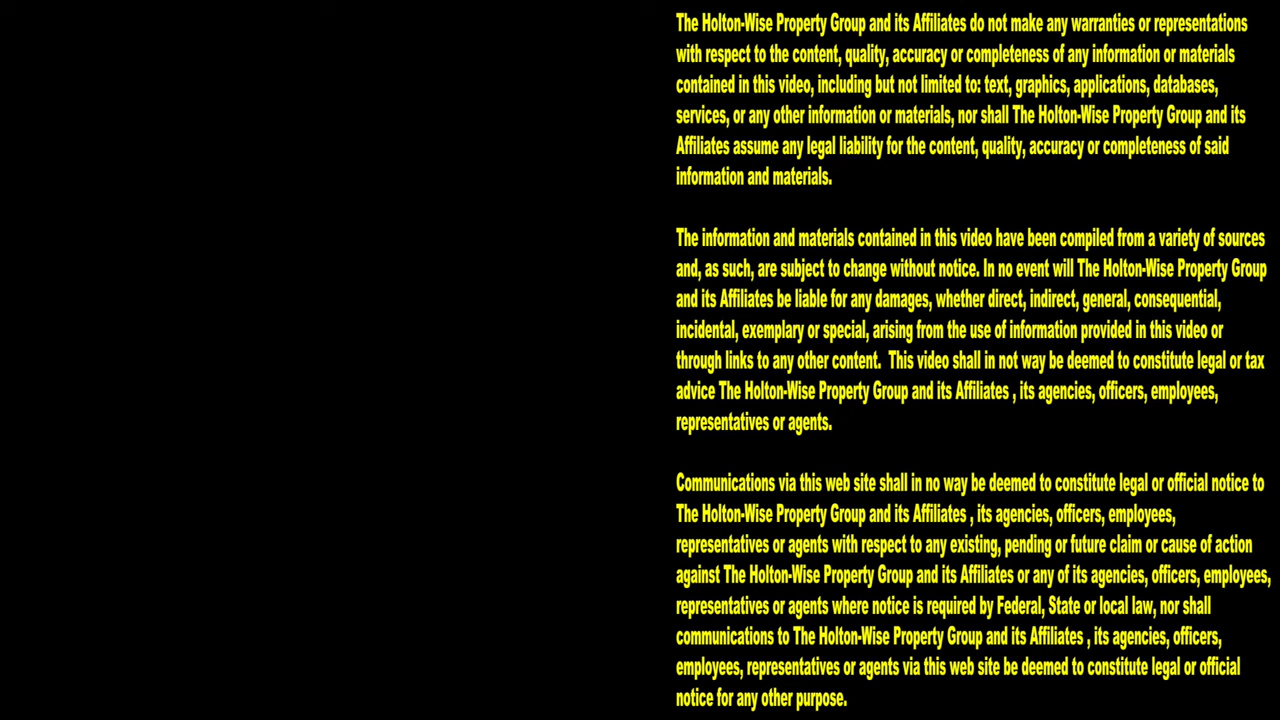 The Holton-Wise Property Group and its Affiliates do not make any warranties or representations
with respect to the content, quality, accuracy or completeness of any information or materials
contained in this video, including but not limited to: text, graphics, applications, databases,
services, or any other information or materials, nor shall The Holton-Wise Property Group and its
Affiliates assume any legal liability for the content, quality, accuracy or completeness of said
information and materials.
The information and materials contained in this video have been compiled from a variety of sources
and, as such, are subject to change without notice. In no event will The Holton-Wise Property Group
and its Affiliates be liable for any damages, whether direct, indirect, general, consequential,
incidental, exemplary or special, arising from the use of information provided in this video or
through links to any other content.  This video shall in not way be deemed to constitute legal or tax
advice The Holton-Wise Property Group and its Affiliates , its agencies, officers, employees,
representatives or agents.
Communications via this web site shall in no way be deemed to constitute legal or official notice to
The Holton-Wise Property Group and its Affiliates , its agencies, officers, employees,
representatives or agents with respect to any existing, pending or future claim or cause of action
against The Holton-Wise Property Group and its Affiliates or any of its agencies, officers, employees,
representatives or agents where notice is required by Federal, State or local law, nor shall
communications to The Holton-Wise Property Group and its Affiliates , its agencies, officers,
employees, representatives or agents via this web site be deemed to constitute legal or official
notice for any other purpose.